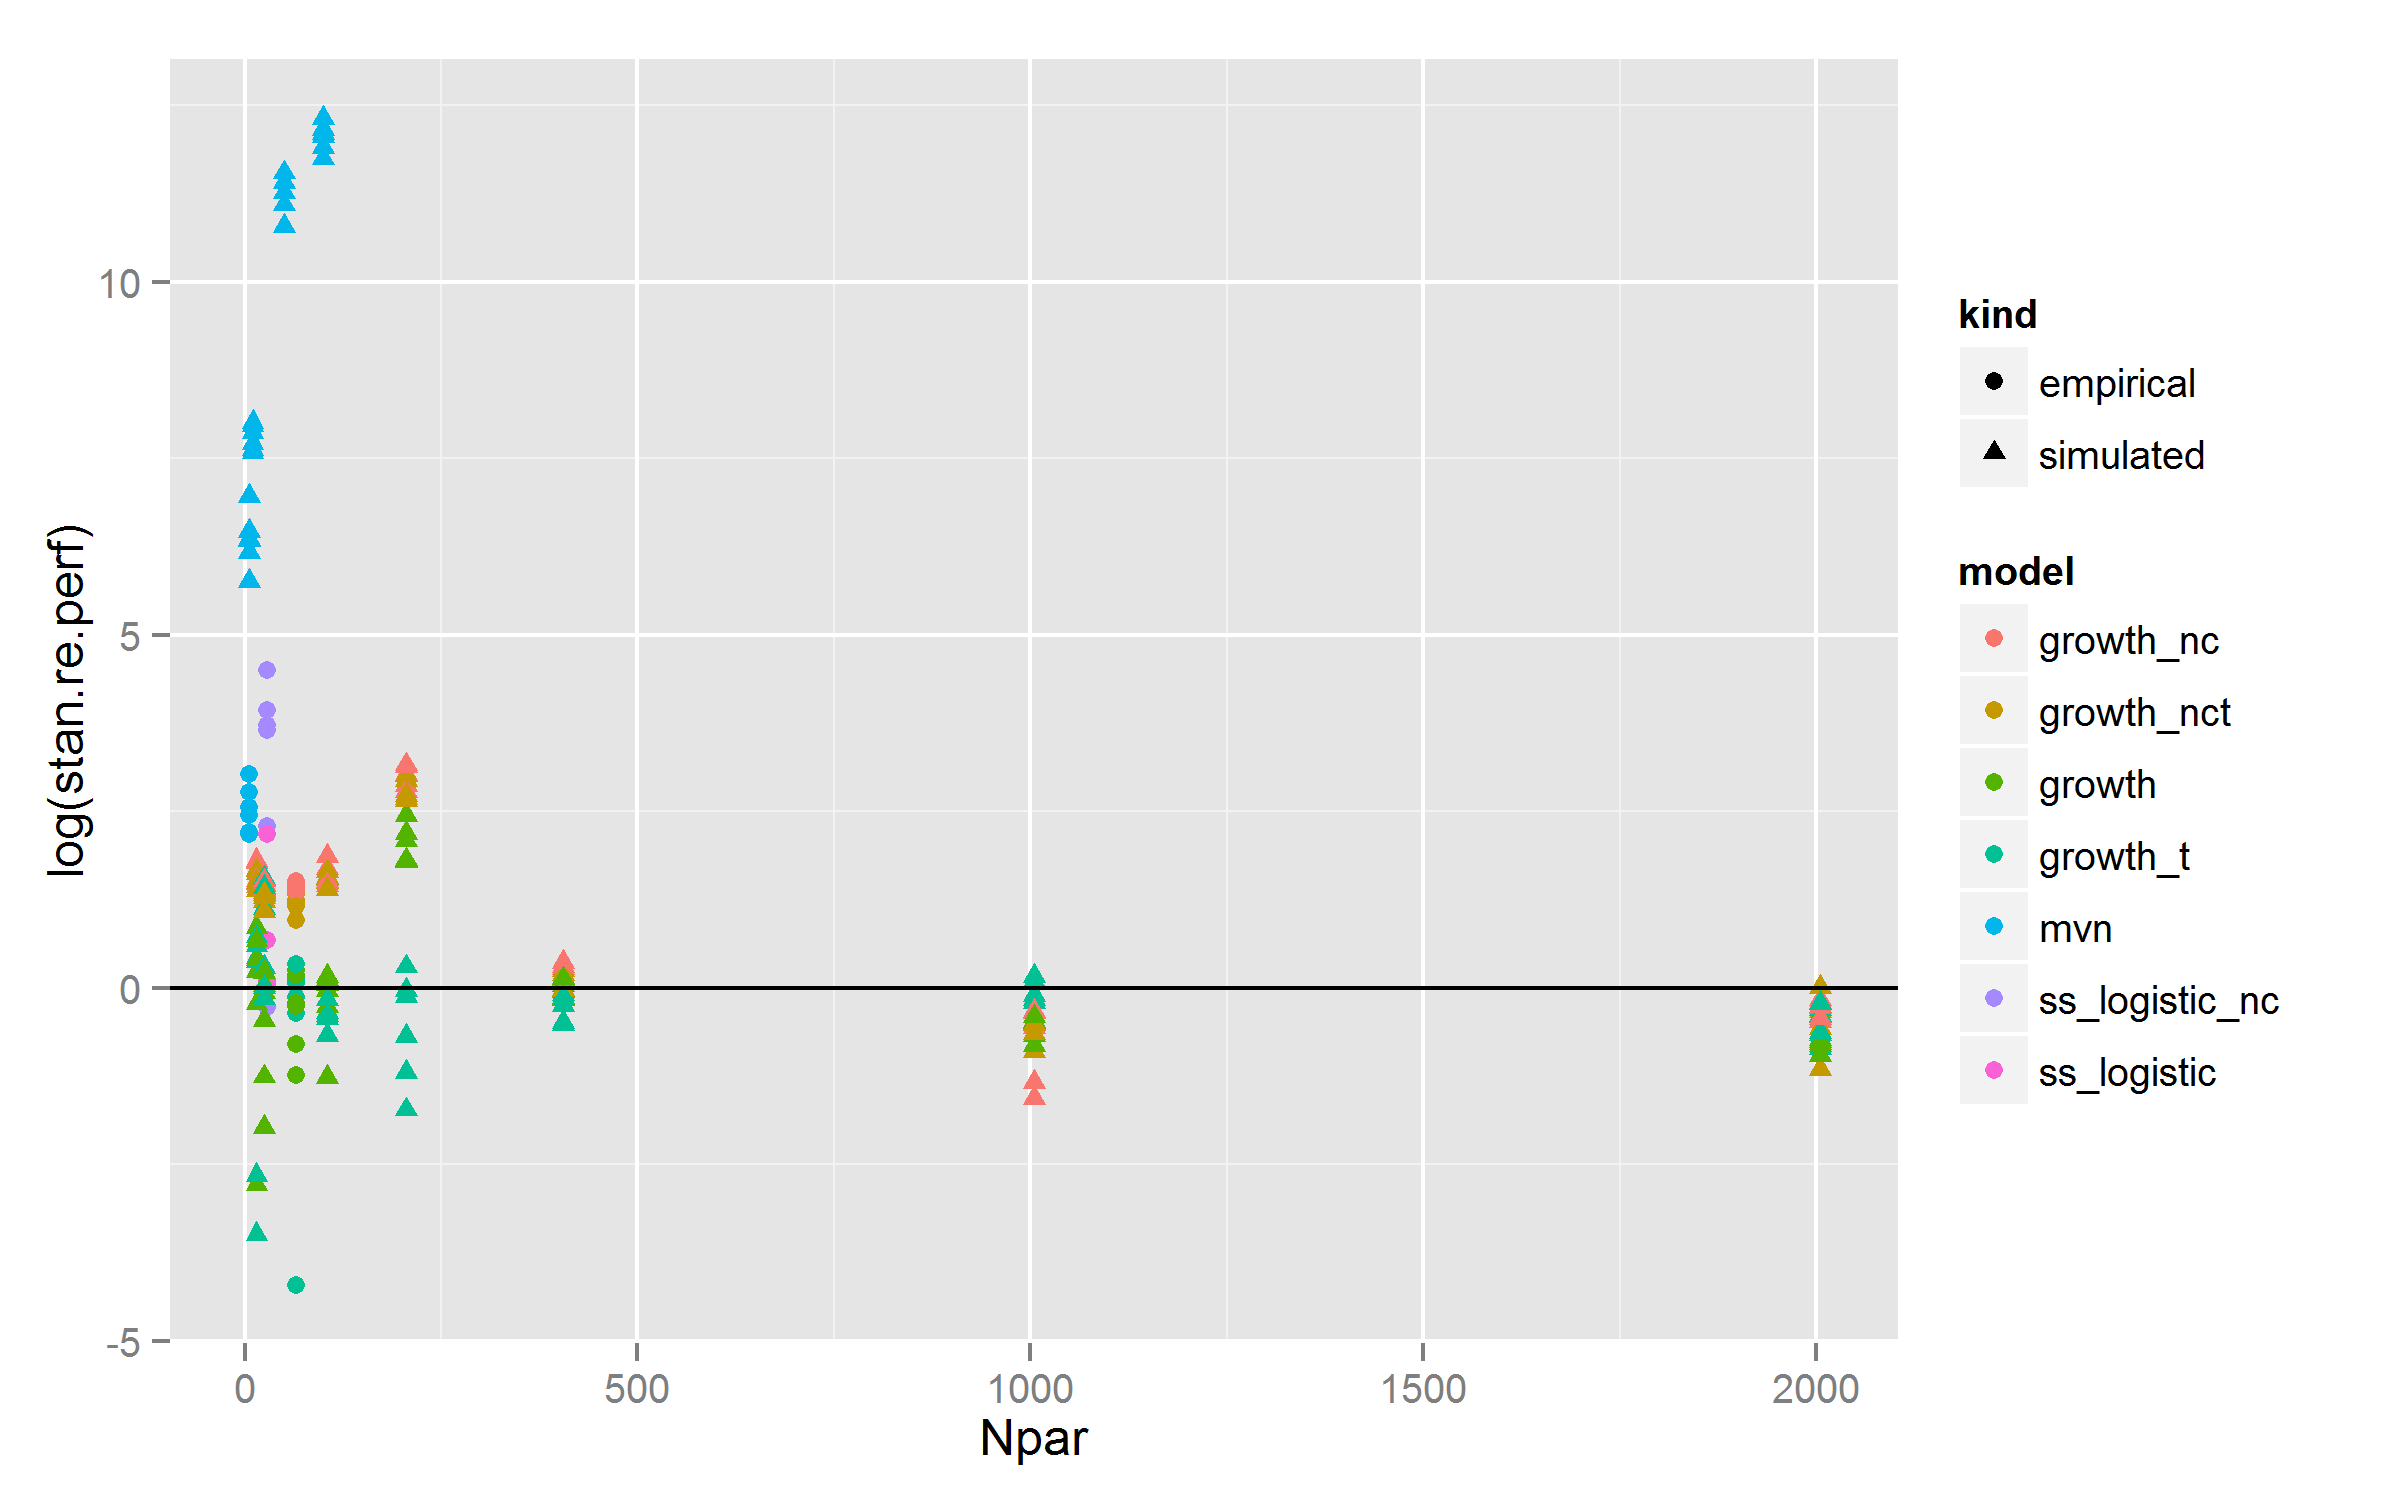 log(stan.re.perf)
10
5
0
-5
0
500
1000
1500
2000
Npar
kind
empirical
simulated
model
growth_nc
growth_nct
growth
growth_t
mvn
ss_logistic_nc
ss_logistic